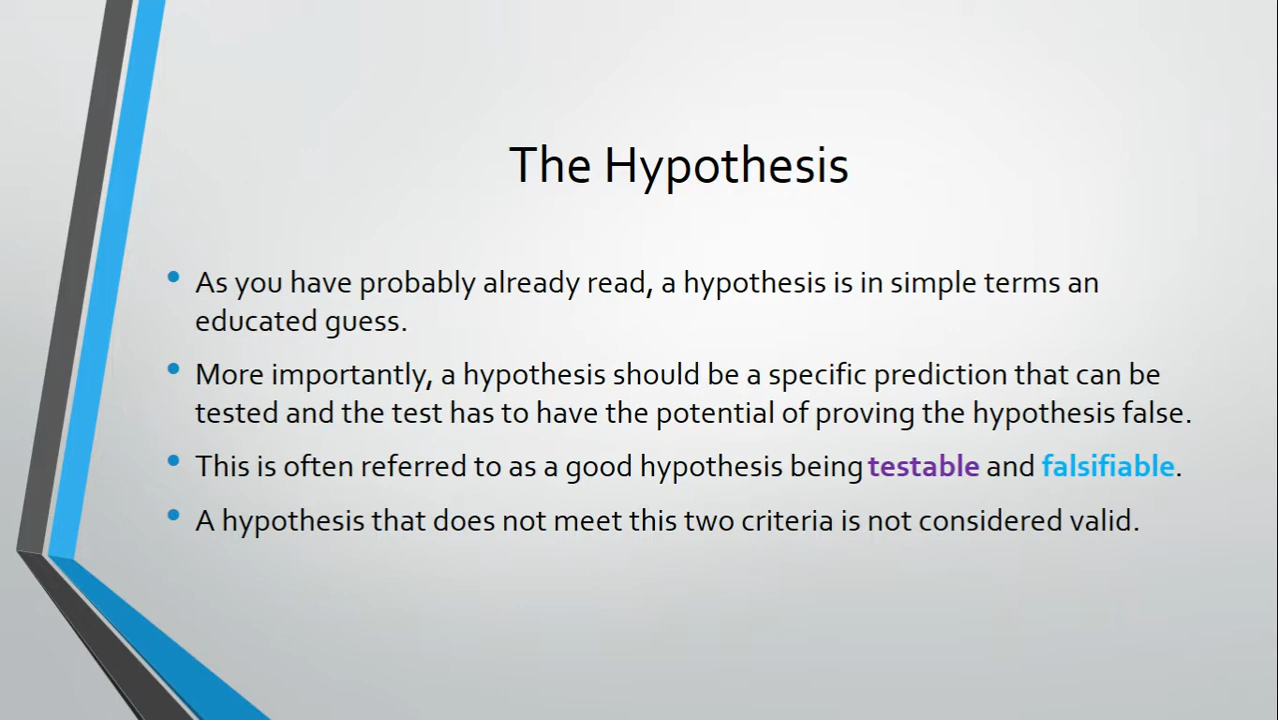 The Hypothesis
• As you have probably already read, a hypothesis is in simple terms an
educated guess.
• More importantly, a hypothesis should be a specific prediction that can be
tested and the test has to have the potential of proving the hypothesis false.
• This is often referred to as a good hypothesis being testable and falsifiable.
• A hypothesis that does not meet this two criteria is not considered valid.